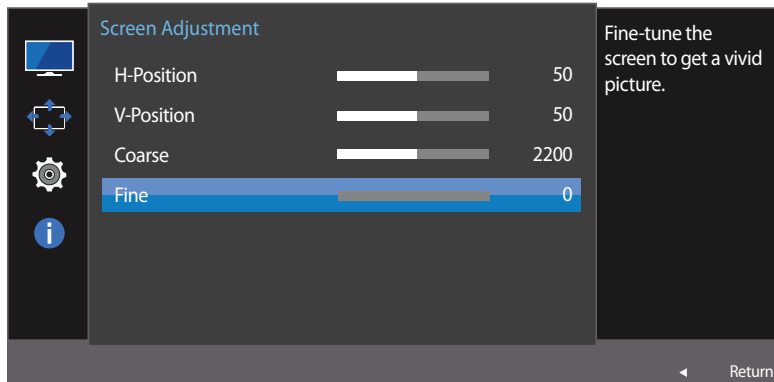 Screen Adjustment
H-Position 50
V-Position 50
Coarse 2200
Fine 0
Fine-tune the
screen to get a vivid
picture.
Return